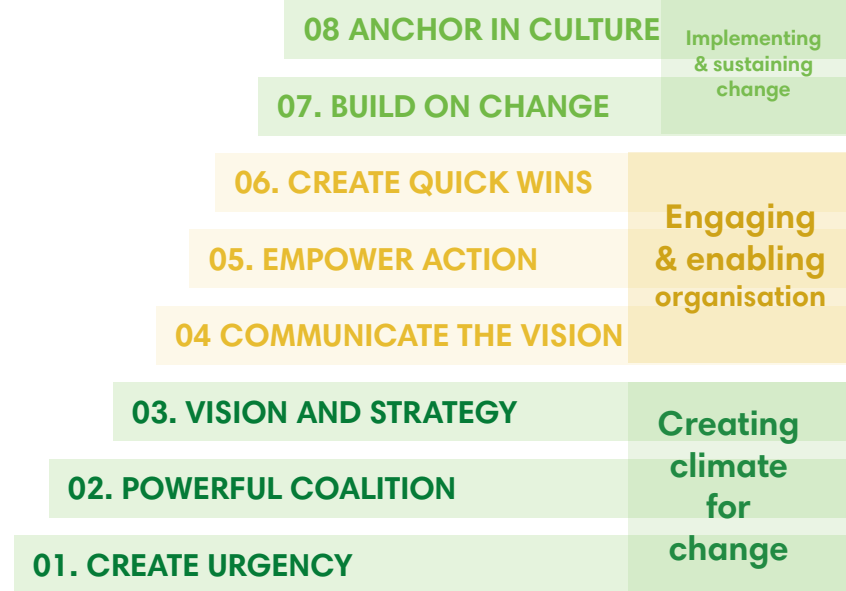 08 ANCHOR IN CULTURE
Implementing
& sustaining
change
07. BUILD ON CHANGE
06. CREATE QUICK WINS
Engaging
& enabling
organisation
05. EMPOWER ACTION
04 COMMUNICATE THE VISION
03. VISION AND STRATEGY
Creating
climate
for
change
02. POWERFUL COALITION
01. CREATE URGENCY